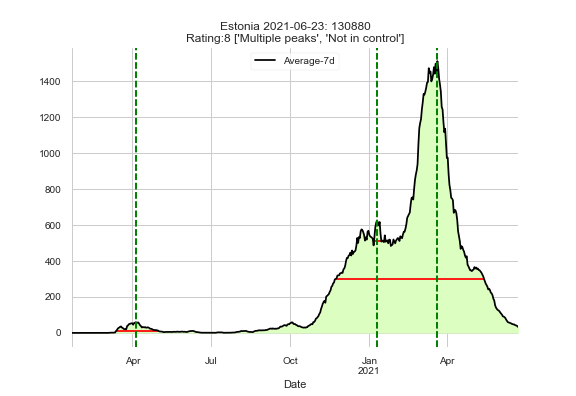 Estonia 2021-06-23: 130880
Rating:8 ['Multiple peaks', 'Not in control']
Average-7d
1400
1200
1000
800
600
400
200
0
Apr
Jul
Oct
Jan
2021
Apr
Date